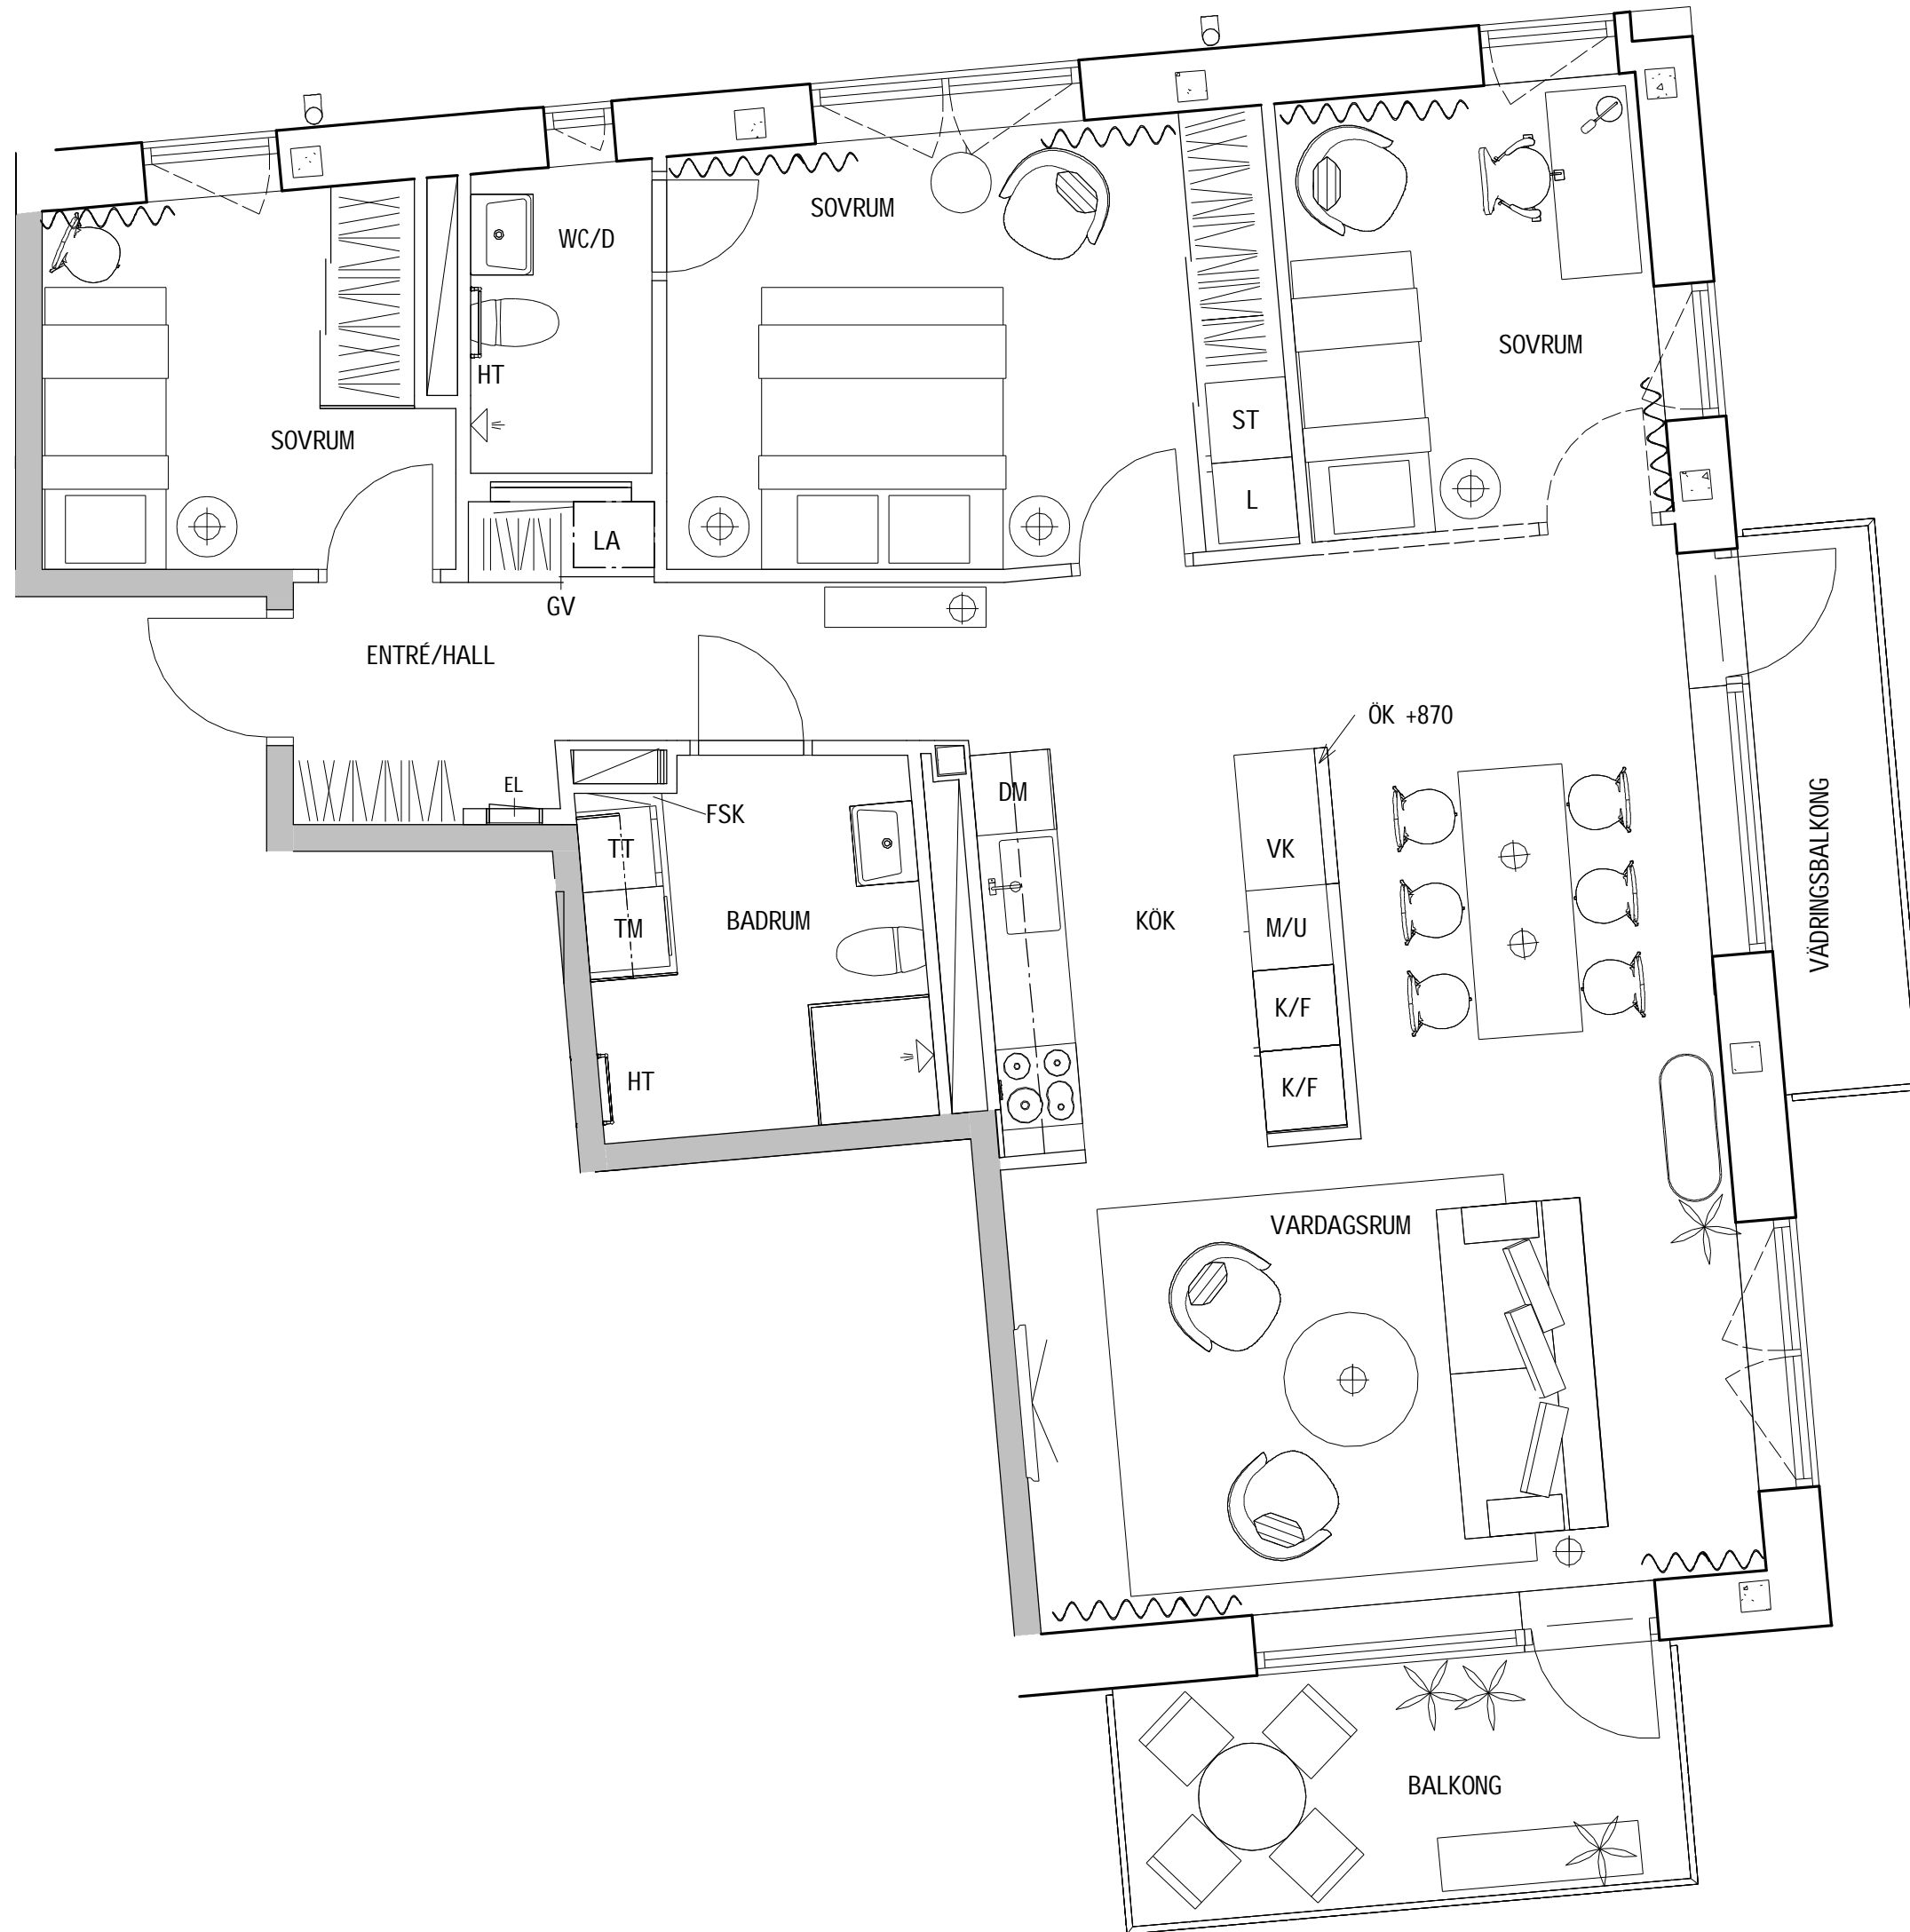 SOVRUM
WC/D
SOVRUM
HT
SOVRUM
ST
SOVRUM
L
LA
GV
ENTRÉ/HALL
ÖK +870
EL
FSK
DM
TT
VK
TM
BADRUM
KÖK
M/U
VÄDRINGSBALKONG
K/F
HT
K/F
VARDAGSRUM
BALKONG